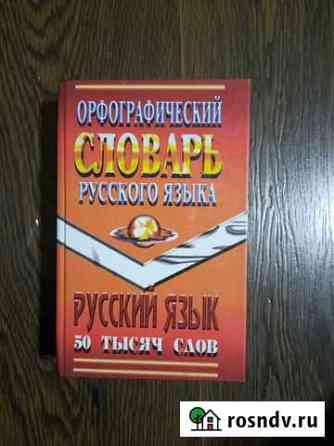 ОРФОГРАФИЧЕСКИЙ
СЛОВАРЬ
РУССКОГО ЯЗЫКА
РУССКИЙ ЯЗЫК
50 ТЫСЯЧ СЛОВ
rosndv.ru